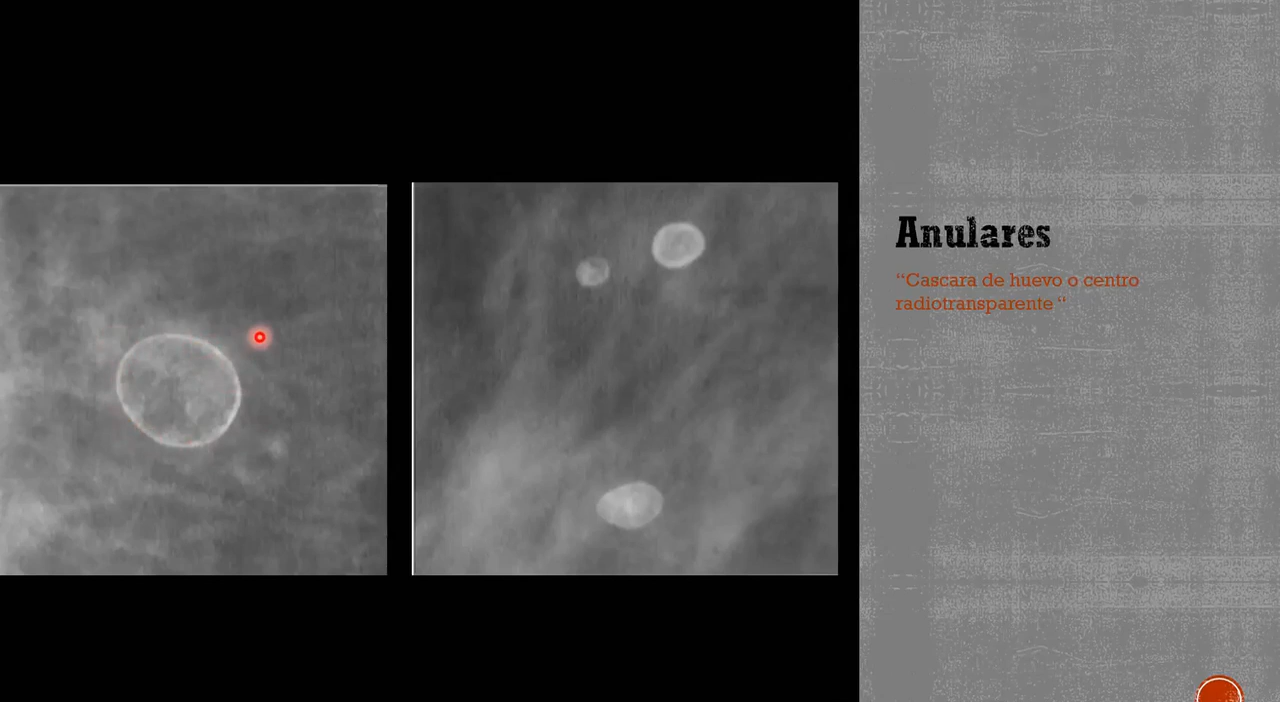 Anulares
“Cascara de huevo o centro
radiotransparente “